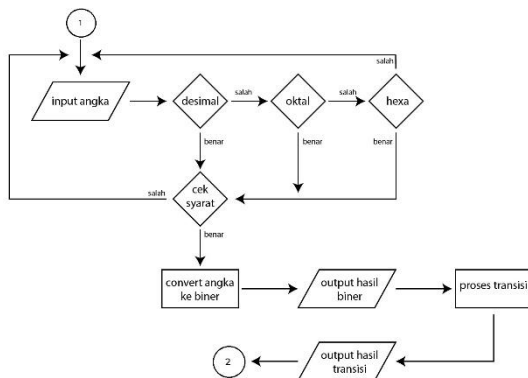 1
salah
input angka
desimal
salah
oktal
salah
hexa
benar
benar
benar
salah
cek
syarat
benar
convert angka
ke biner
output hasil
biner
proses transisi
2
output hasil
transisi